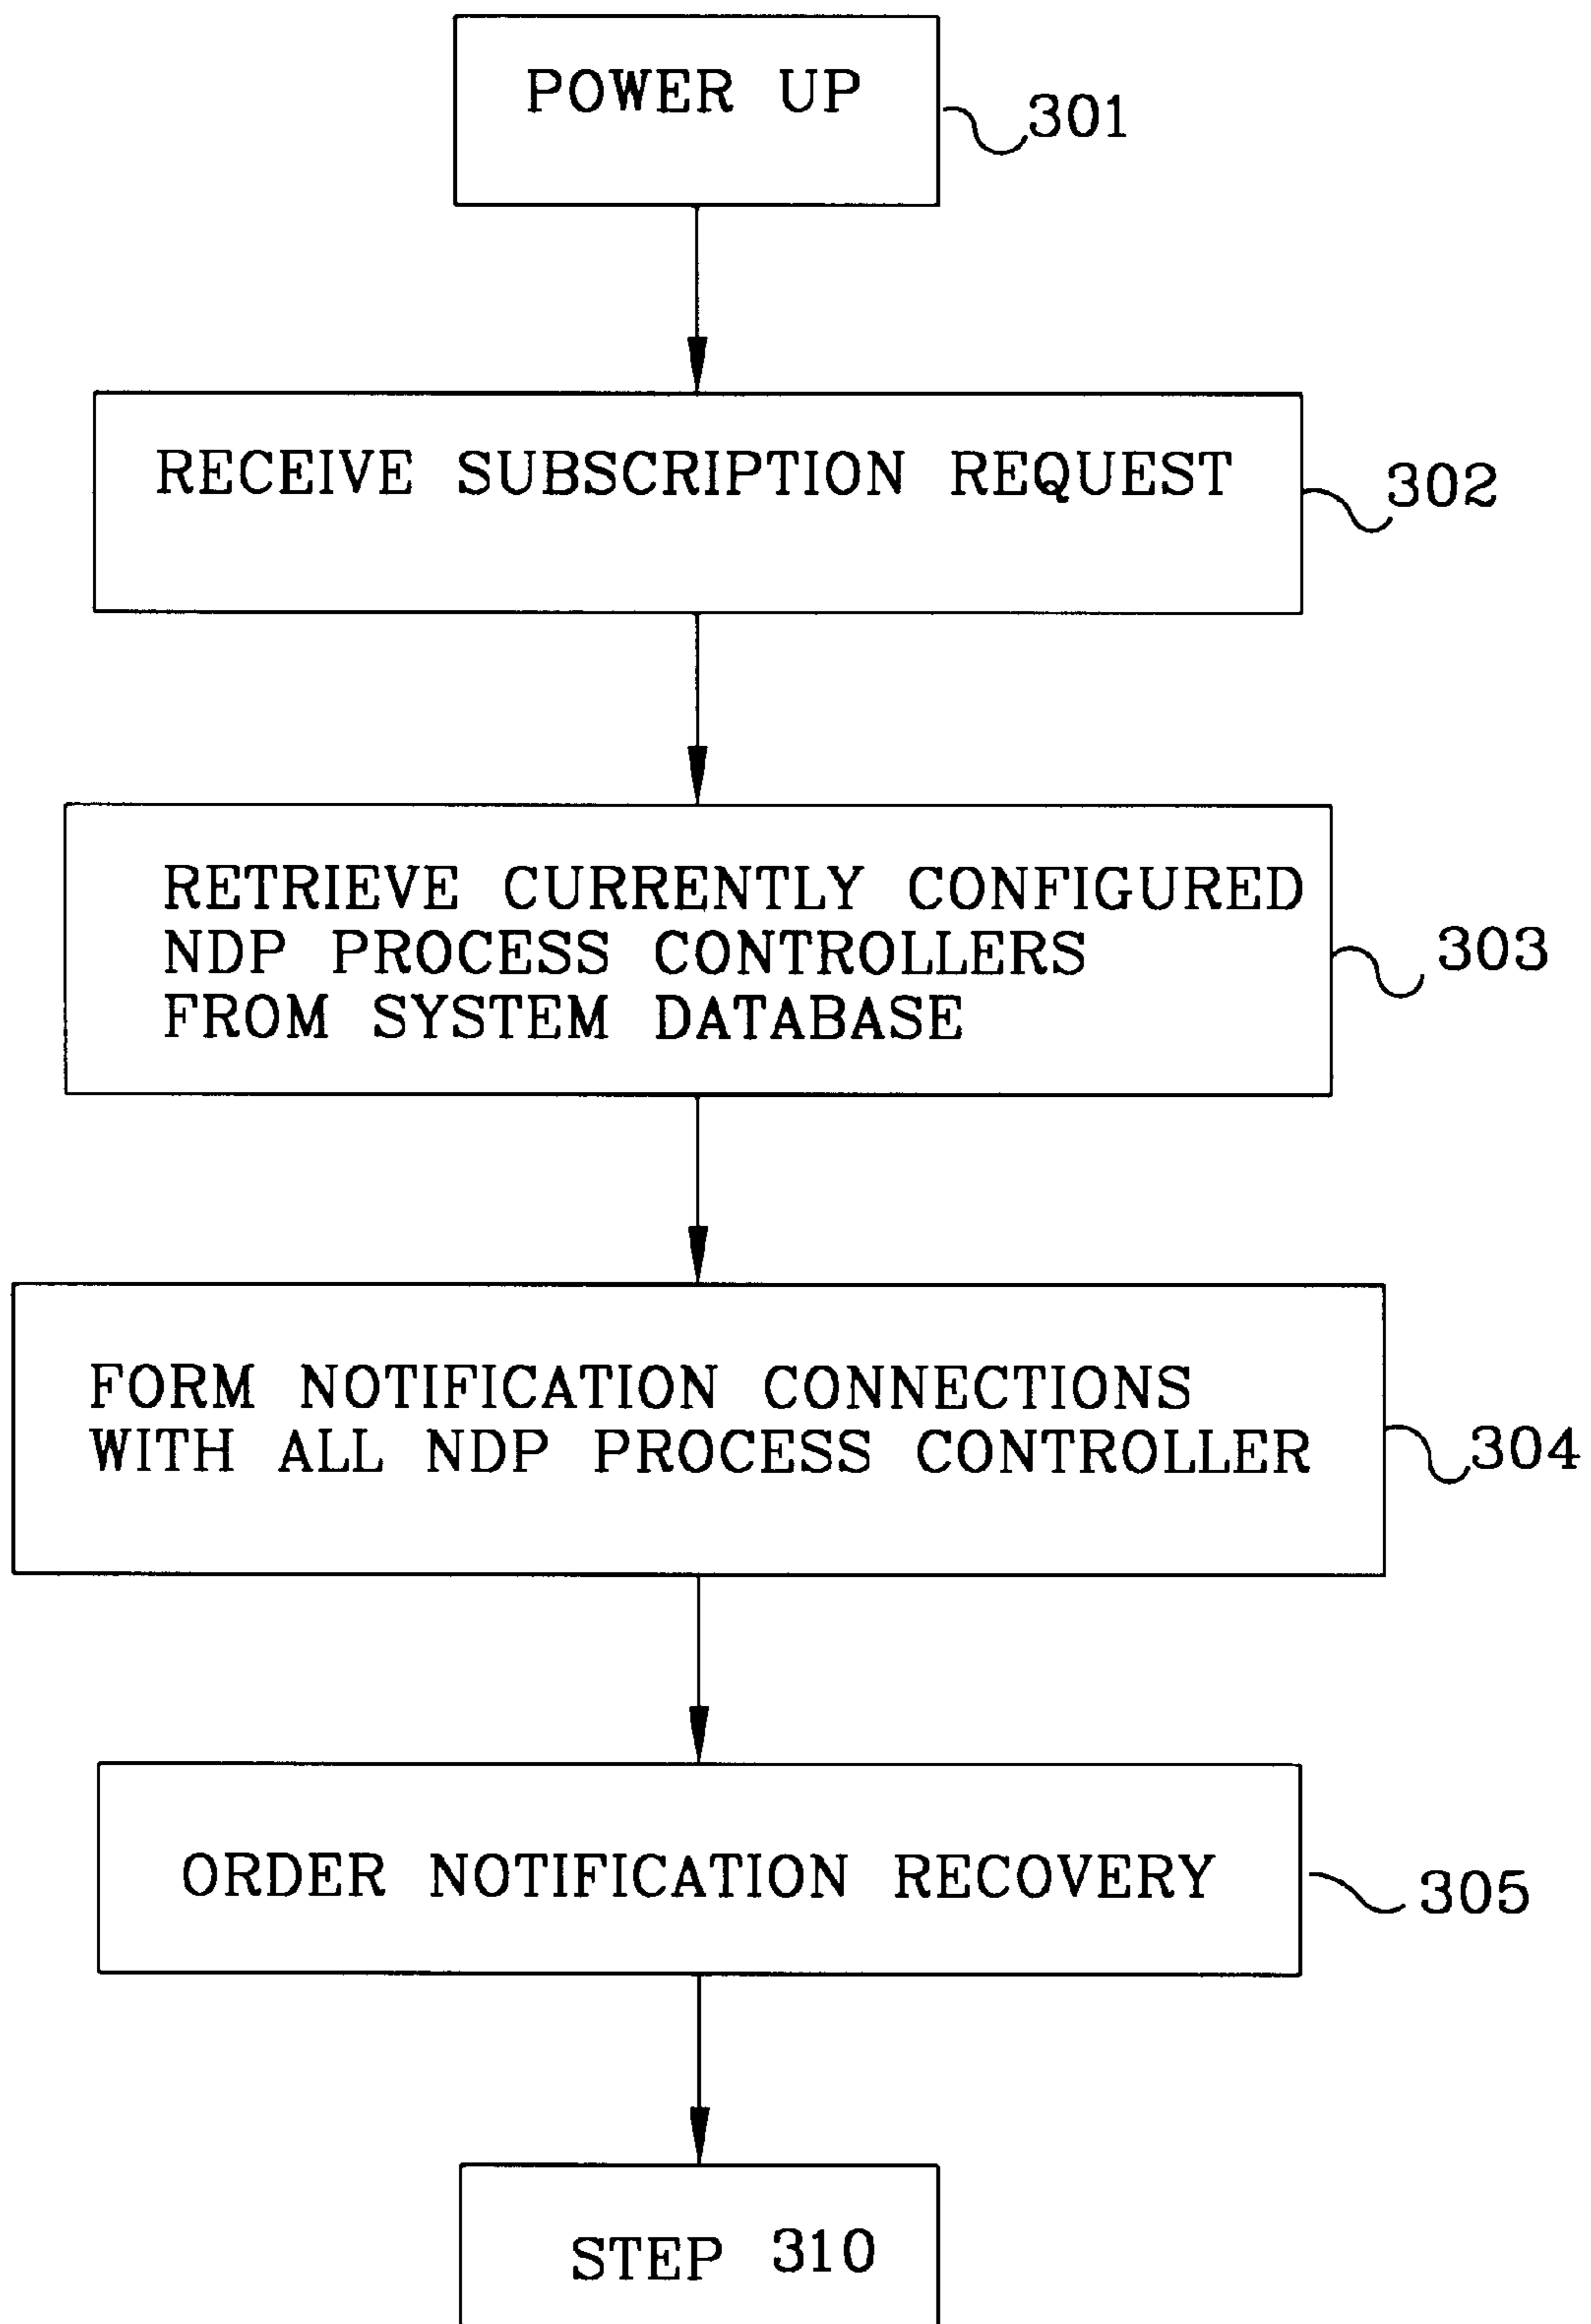 POWER UP
301
RECEIVE SUBSCRIPTION REQUEST
302
RETRIEVE CURRENTLY CONFIGURED
NDP PROCESS CONTROLLERS
FROM SYSTEM DATABASE
303
FORM NOTIFICATION CONNECTIONS
WITH ALL NDP PROCESS CONTROLLER
304
ORDER NOTIFICATION RECOVERY
305
STEP 310